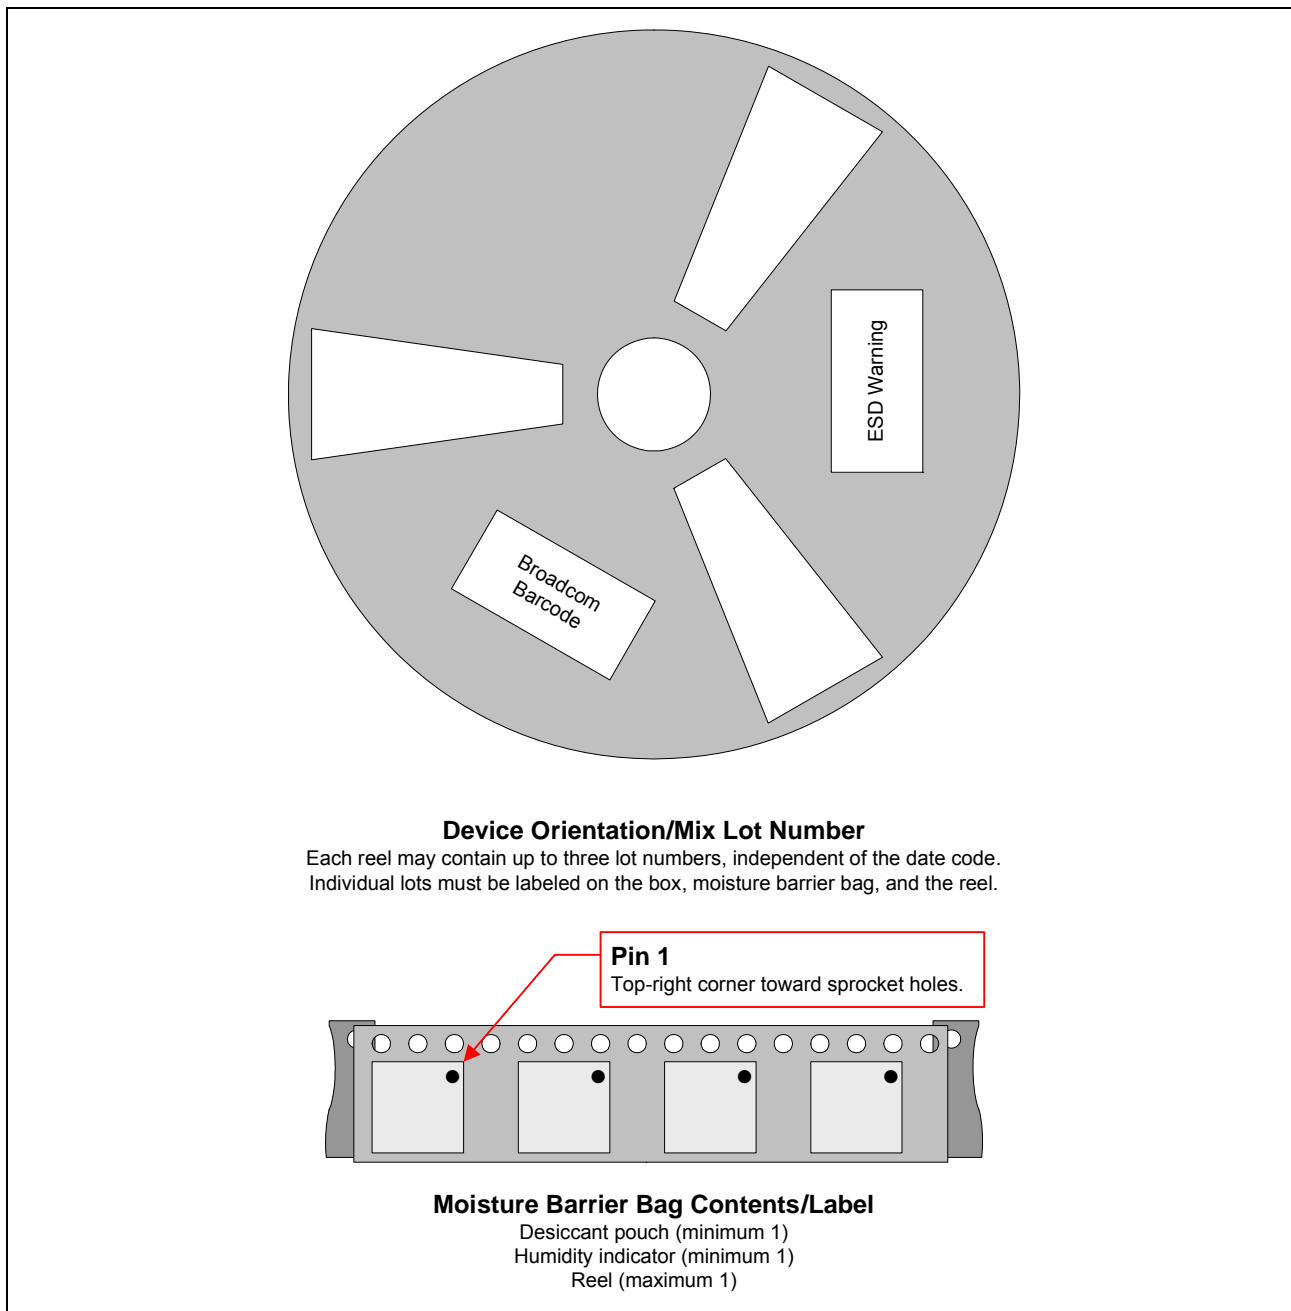 ESD Warning
Broadcom
Barcode
Device Orientation/Mix Lot Number
Each reel may contain up to three lot numbers, independent of the date code.
Individual lots must be labeled on the box, moisture barrier bag, and the reel.
Pin 1
Top-right corner toward sprocket holes.
Moisture Barrier Bag Contents/Label
Desiccant pouch (minimum 1)
Humidity indicator (minimum 1)
Reel (maximum 1)